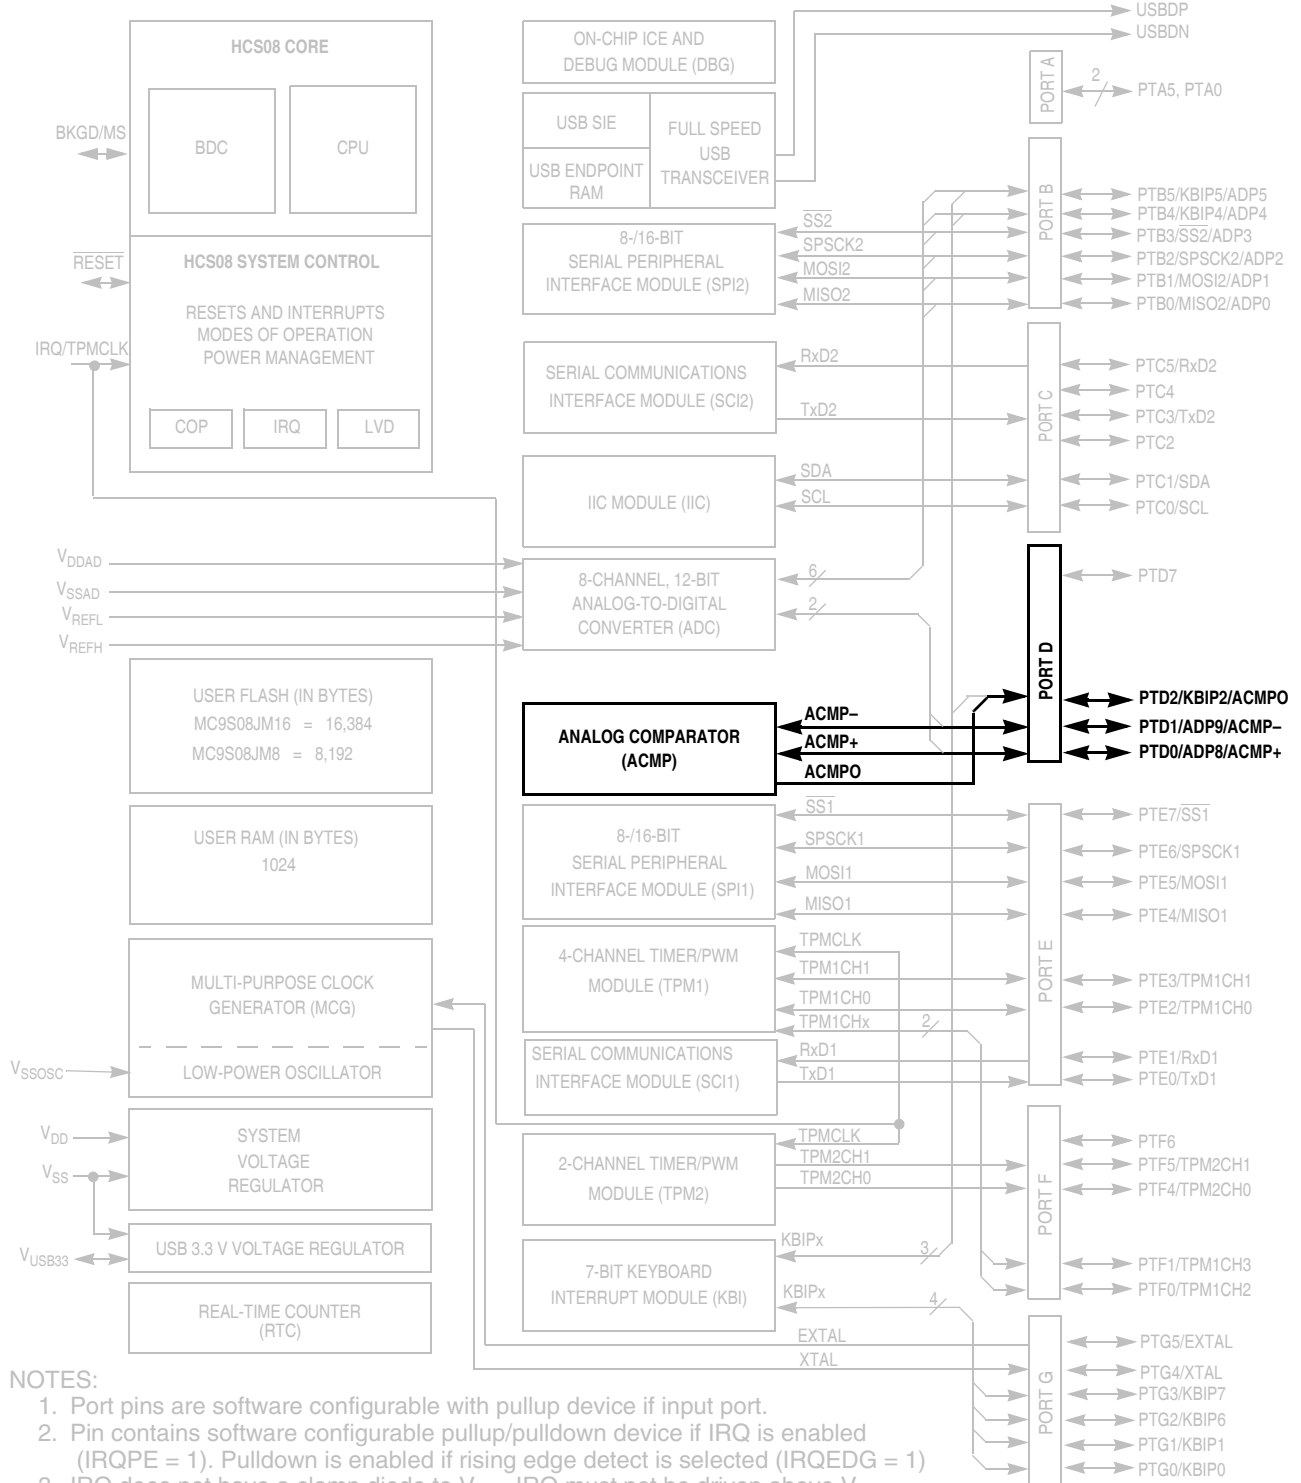 USBDP
USBDN
HCS08 CORE
BDC
CPU
BKGD/MS
RESET
HCS08 SYSTEM CONTROL
RESETS AND INTERRUPTS
MODES OF OPERATION
POWER MANAGEMENT
IRQ/TPMCLK
COP
IRQ
LVD
VDDAD
VSSAD
VREFL
VREFH
USER FLASH (IN BYTES)
MC9S08JM16 = 16,384
MC9S08JM8 = 8,192
USER RAM (IN BYTES)
1024
MULTI-PURPOSE CLOCK
GENERATOR (MCG)
LOW-POWER OSCILLATOR
VSSOSC
VDD
VSS
SYSTEM
VOLTAGE
REGULATOR
VUSB33
USB 3.3 V VOLTAGE REGULATOR
REAL-TIME COUNTER
(RTC)
ON-CHIP ICE AND
DEBUG MODULE (DBG)
USB SIE
USB ENDPOINT
RAM
FULL SPEED
USB
TRANSCEIVER
8-/16-BIT
SERIAL PERIPHERAL
INTERFACE MODULE (SPI2)
SS2
SPSCK2
MOSI2
MISO2
SERIAL COMMUNICATIONS
INTERFACE MODULE (SCI2)
RxD2
TxD2
IIC MODULE (IIC)
SDA
SCL
8-CHANNEL, 12-BIT
ANALOG-TO-DIGITAL
CONVERTER (ADC)
6
2
ANALOG COMPARATOR
(ACMP)
ACMP–
ACMP+
ACMPO
8-/16-BIT
SERIAL PERIPHERAL
INTERFACE MODULE (SPI1)
SS1
SPSCK1
MOSI1
MISO1
4-CHANNEL TIMER/PWM
MODULE (TPM1)
TPMCLK
TPM1CH1
TPM1CH0
TPM1CHx
2
SERIAL COMMUNICATIONS
INTERFACE MODULE (SCI1)
RxD1
TxD1
2-CHANNEL TIMER/PWM
MODULE (TPM2)
TPMCLK
TPM2CH1
TPM2CH0
7-BIT KEYBOARD
INTERRUPT MODULE (KBI)
KBIPx
3
KBIPx
4
EXTAL
XTAL
PORT A
2
PTA5, PTA0
PORT B
PTB5/KBIP5/ADP5
PTB4/KBIP4/ADP4
PTB3/SS2/ADP3
PTB2/SPSCK2/ADP2
PTB1/MOSI2/ADP1
PTB0/MISO2/ADP0
PORT C
PTC5/RxD2
PTC4
PTC3/TxD2
PTC2
PTC1/SDA
PTC0/SCL
PORT D
PTD7
PTD2/KBIP2/ACMPO
PTD1/ADP9/ACMP–
PTD0/ADP8/ACMP+
PORT E
PTE7/SS1
PTE6/SPSCK1
PTE5/MOSI1
PTE4/MISO1
PTE3/TPM1CH1
PTE2/TPM1CH0
PTE1/RxD1
PTE0/TxD1
PORT F
PTF6
PTF5/TPM2CH1
PTF4/TPM2CH0
PTF1/TPM1CH3
PTF0/TPM1CH2
PORT G
PTG5/EXTAL
PTG4/XTAL
PTG3/KBIP7
PTG2/KBIP6
PTG1/KBIP1
PTG0/KBIP0
NOTES:
1. Port pins are software configurable with pullup device if input port.
2. Pin contains software configurable pullup/pulldown device if IRQ is enabled
(IRQPE = 1). Pulldown is enabled if rising edge detect is selected (IRQEDG = 1)
3. IRQ does not have a clamp diode to V IRQ must not be driven above V